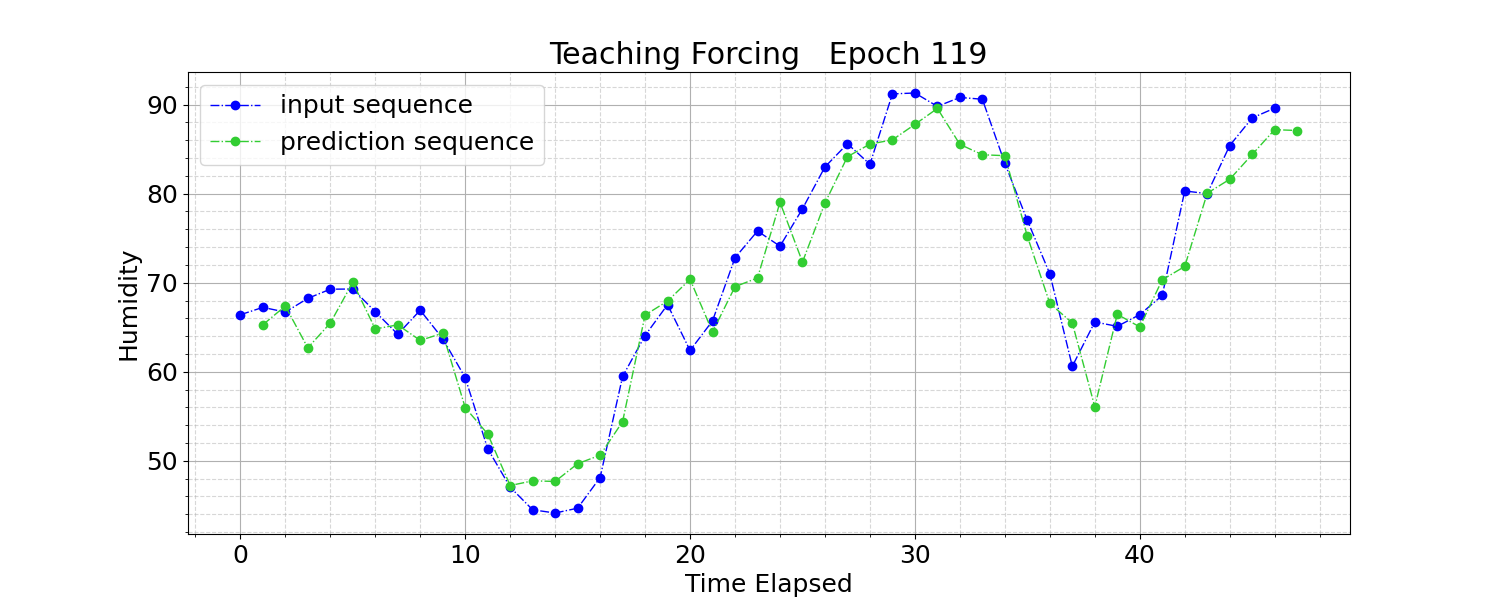 Teaching Forcing   Epoch 119
input sequence
prediction sequence
Humidity
90
80
70
60
50
0 10 20 30 40
Time Elapsed